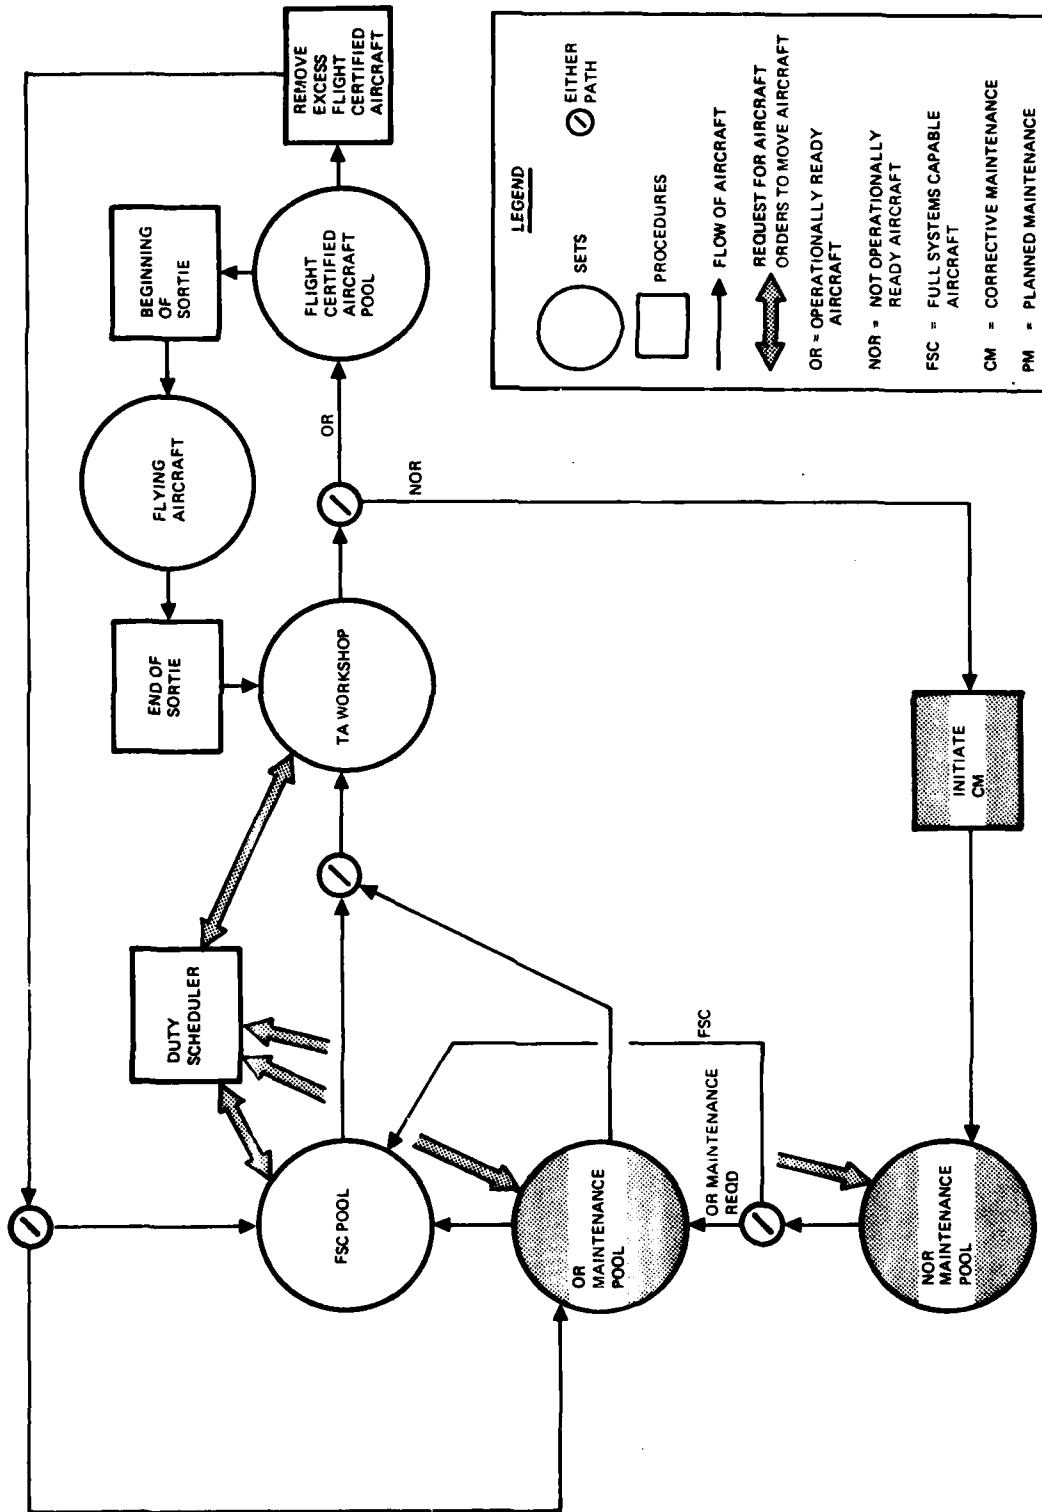 REMOVE
EXCESS
FLIGHT
CERTIFIED
AIRCRAFT
BEGINNING
OF
SORTIE
FLIGHT
CERTIFIED
AIRCRAFT
POOL
FLYING
AIRCRAFT
OR
NOR
END OF
SORTIE
TA WORKSHOP
INITIATE
CM
DUTY
SCHEDULER
FSC
FSC POOL
OR MAINTENANCE
REQD
OR
MAINTENANCE
POOL
NOR
MAINTENANCE
POOL
LEGEND
SETS
EITHER
PATH
PROCEDURES
FLOW OF AIRCRAFT
REQUEST FOR AIRCRAFT
ORDERS TO MOVE AIRCRAFT
OR = OPERATIONALLY READY
AIRCRAFT
NOR = NOT OPERATIONALLY
READY AIRCRAFT
FSC = FULL SYSTEMS CAPABLE
AIRCRAFT
CM = CORRECTIVE MAINTENANCE
PM = PLANNED MAINTENANCE